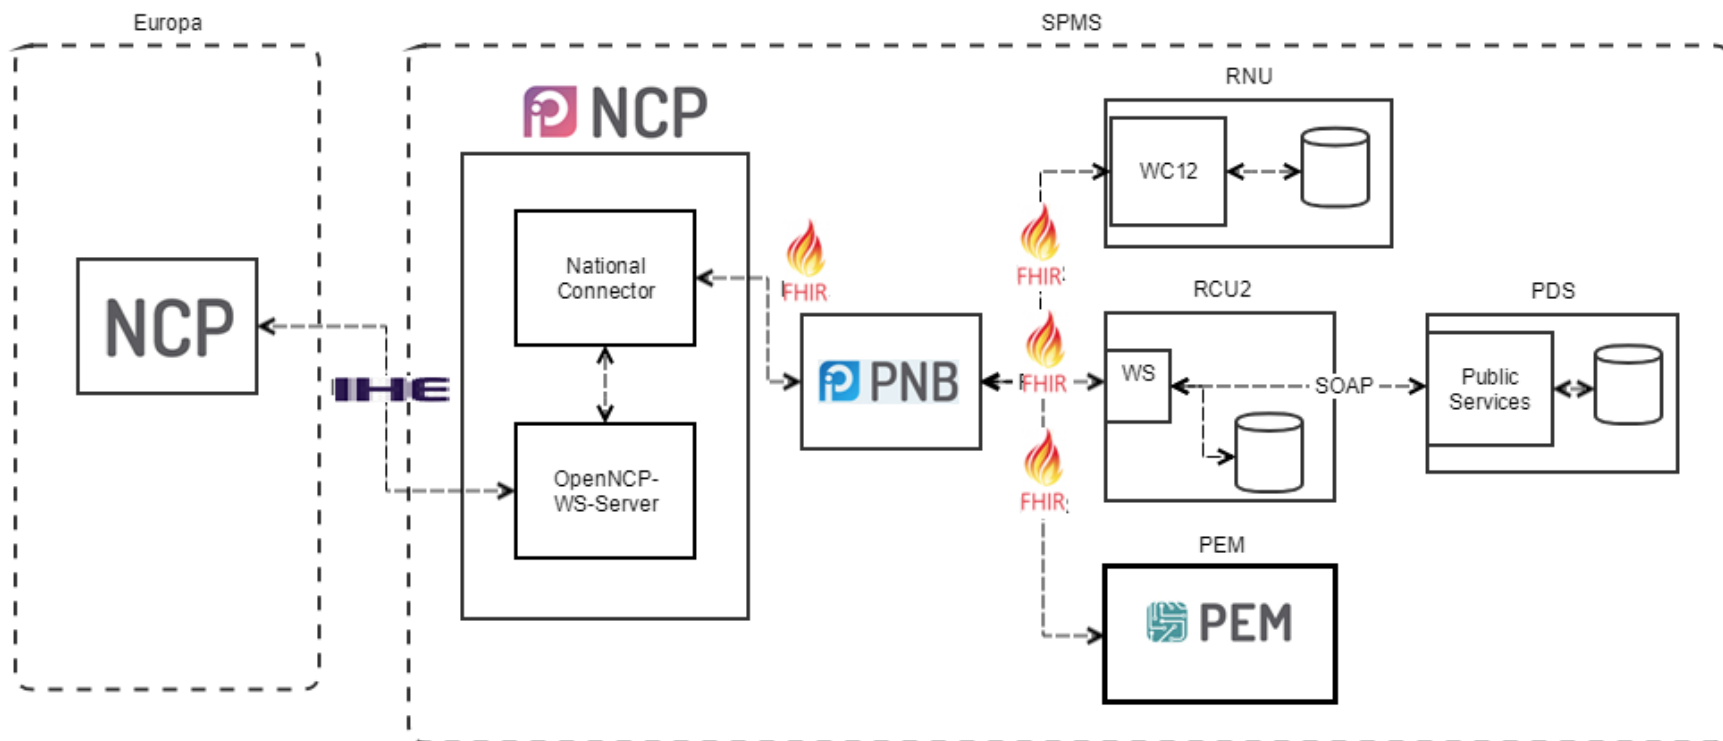 Europa
SPMS
NCP
RNU
WC12
National
Connector
FHIR
FHIR
RCU2
PDS
NCP
IHE
PNB
FHIR
WS
SOAP
Public
Services
OpenNCP-
WS-Server
FHIR
PEM
PEM